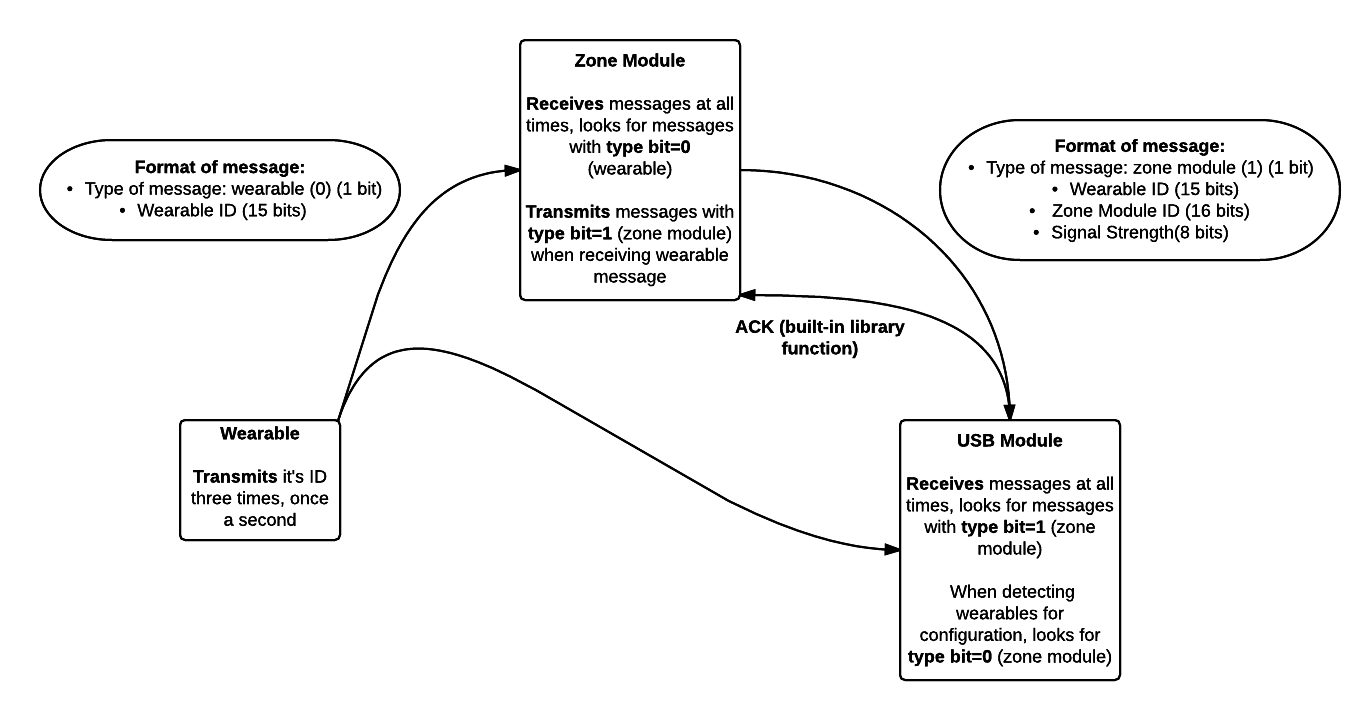 Zone Module
Receives messages at all
times, looks for messages
with type bit=0
(wearable)
Transmits messages with
type bit=1 (zone module)
when receiving wearable
message
Format of message:
• Type of message: wearable (0) (1 bit)
• Wearable ID (15 bits)
Format of message:
• Type of message: zone module (1) (1 bit)
• Wearable ID (15 bits)
• Zone Module ID (16 bits)
• Signal Strength(8 bits)
ACK (built-in library
function)
Wearable
Transmits it's ID
three times, once
a second
USB Module
Receives messages at all
times, looks for messages
with type bit=1 (zone
module)
When detecting
wearables for
configuration, looks for
type bit=0 (zone module)